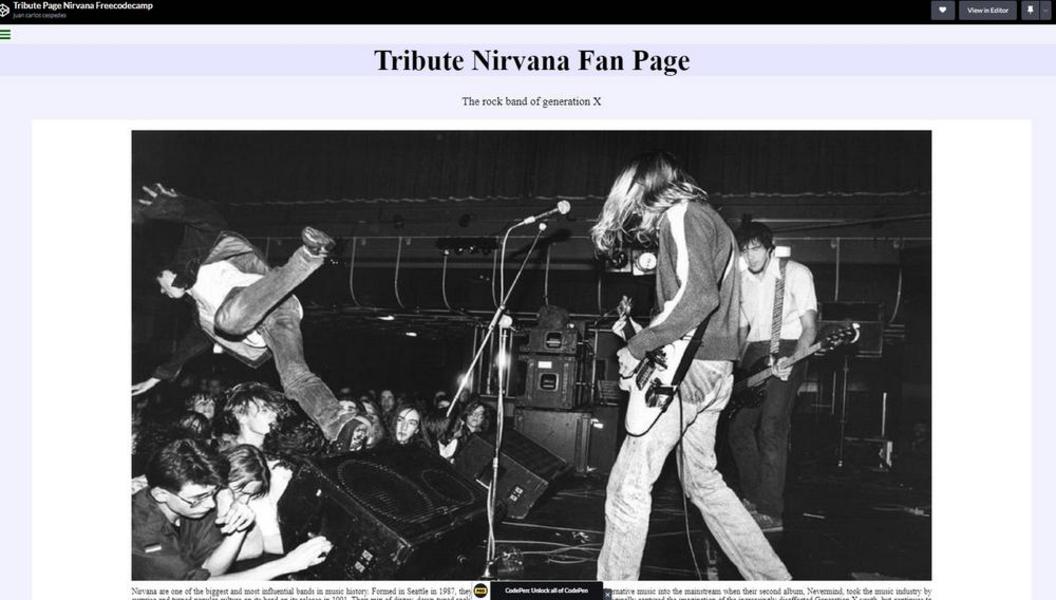 Tribute Page Nirvana Freecodecamp
juan carlos cespedes
View in Editor
Tribute Nirvana Fan Page
The rock band of generation X
Nirvana are one of the biggest and most influential bands in music history. Formed in Seattle in 1987, they
CodePen: Unlock all of CodePen
music into the mainstream when their second album, Nevermind, took the music industry by